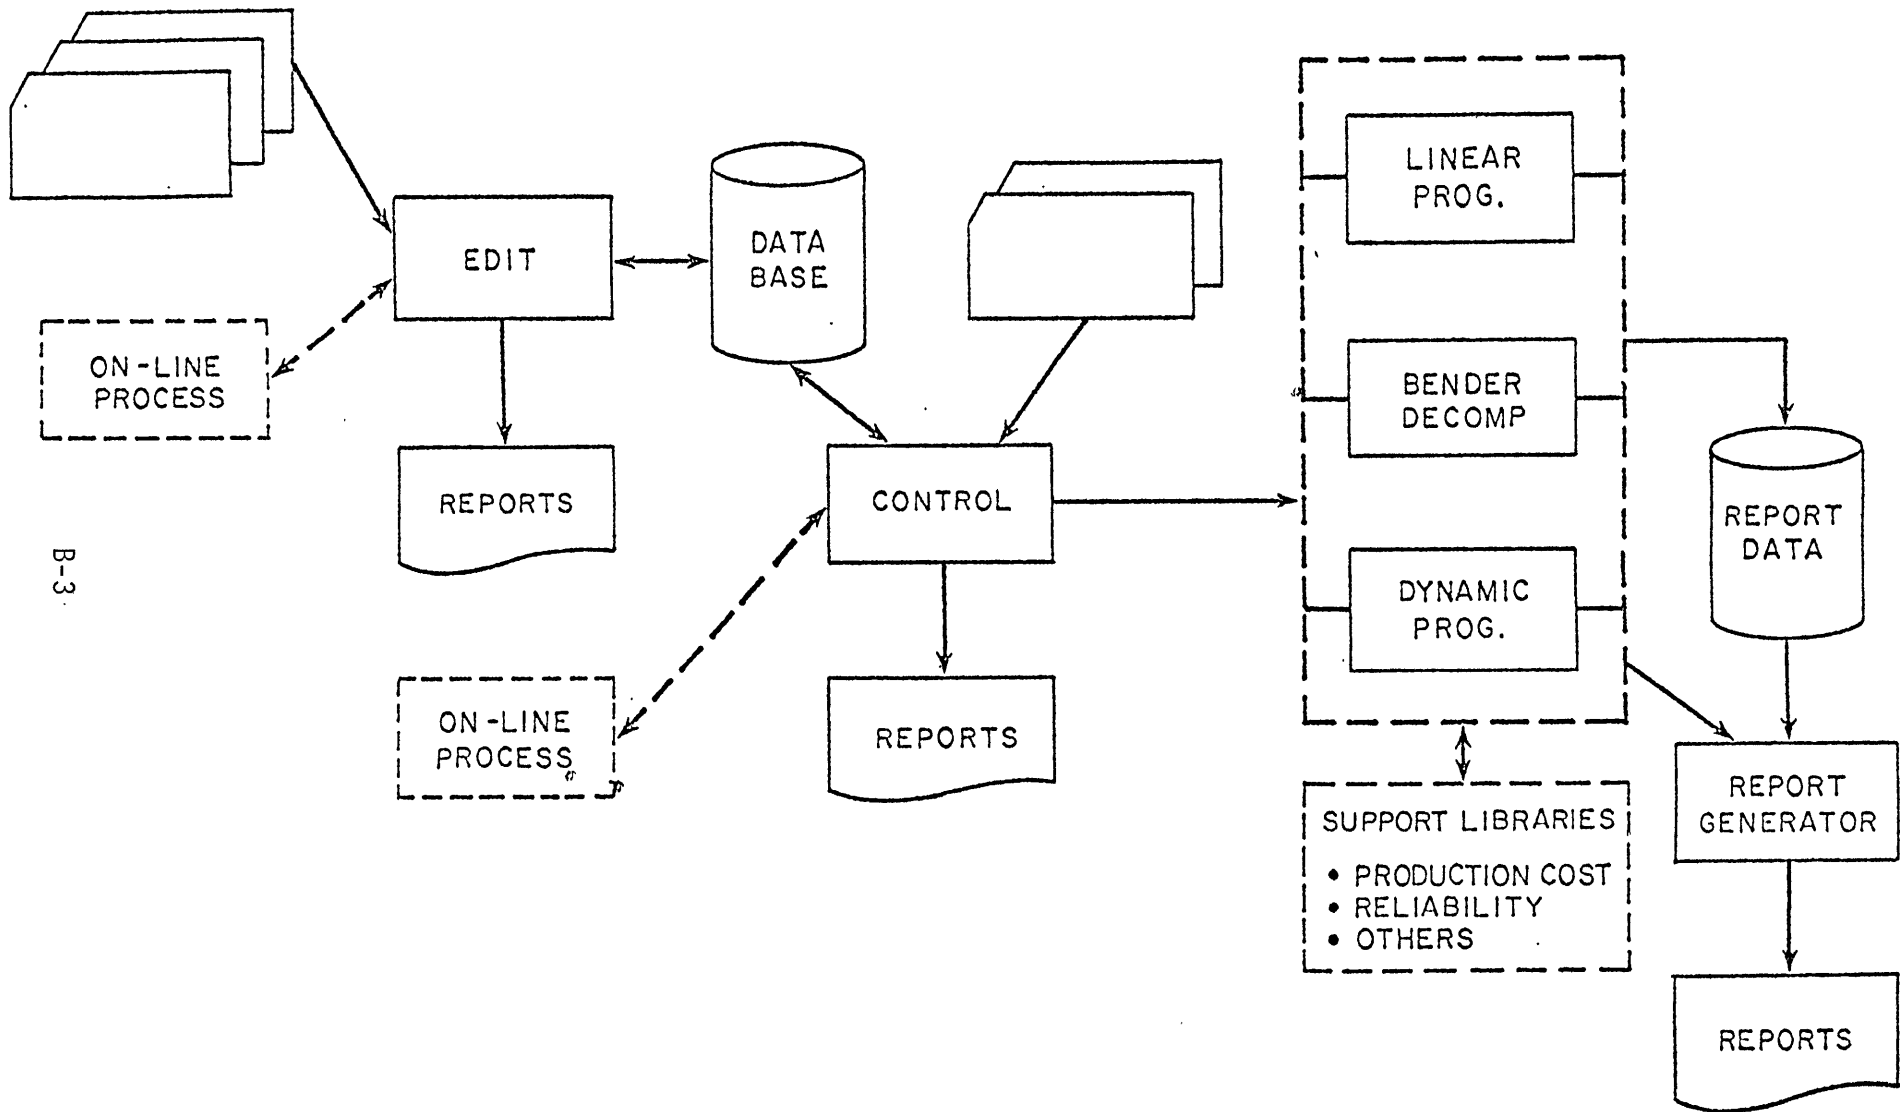 EDIT
DATA
BASE
ON-LINE
PROCESS
REPORTS
CONTROL
ON-LINE
PROCESS
REPORTS
LINEAR
PROG.
BENDER
DECOMP
DYNAMIC
PROG.
SUPPORT LIBRARIES
• PRODUCTION COST
• RELIABILITY
• OTHERS
REPORT
DATA
REPORT
GENERATOR
REPORTS
B-3